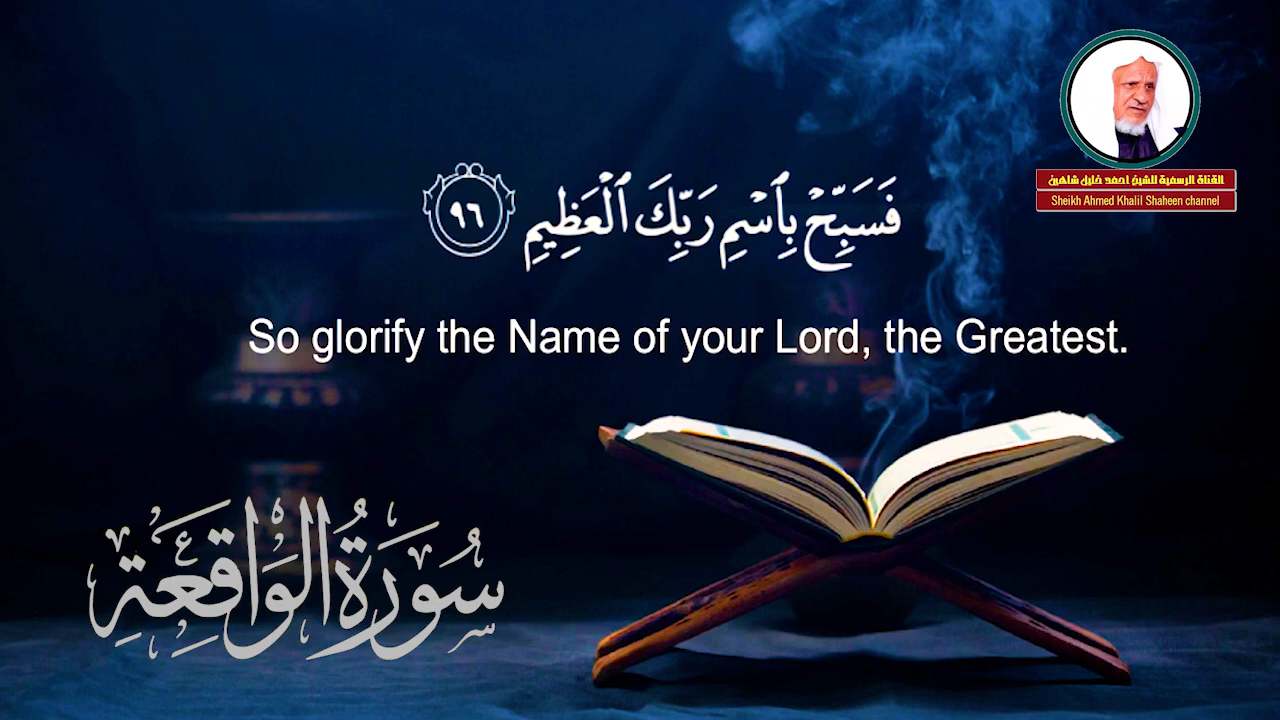 القناة الرسمية للشيخ احمد خليل شاهين
Sheikh Ahmed Khalil Shaheen channel
فَسَبِّحْ بِٱسْمِ رَبِّكَ ٱلْعَظِيمِ ٩٦
So glorify the Name of your Lord, the Greatest.
سُورَةُ الْوَاقِعَةِ